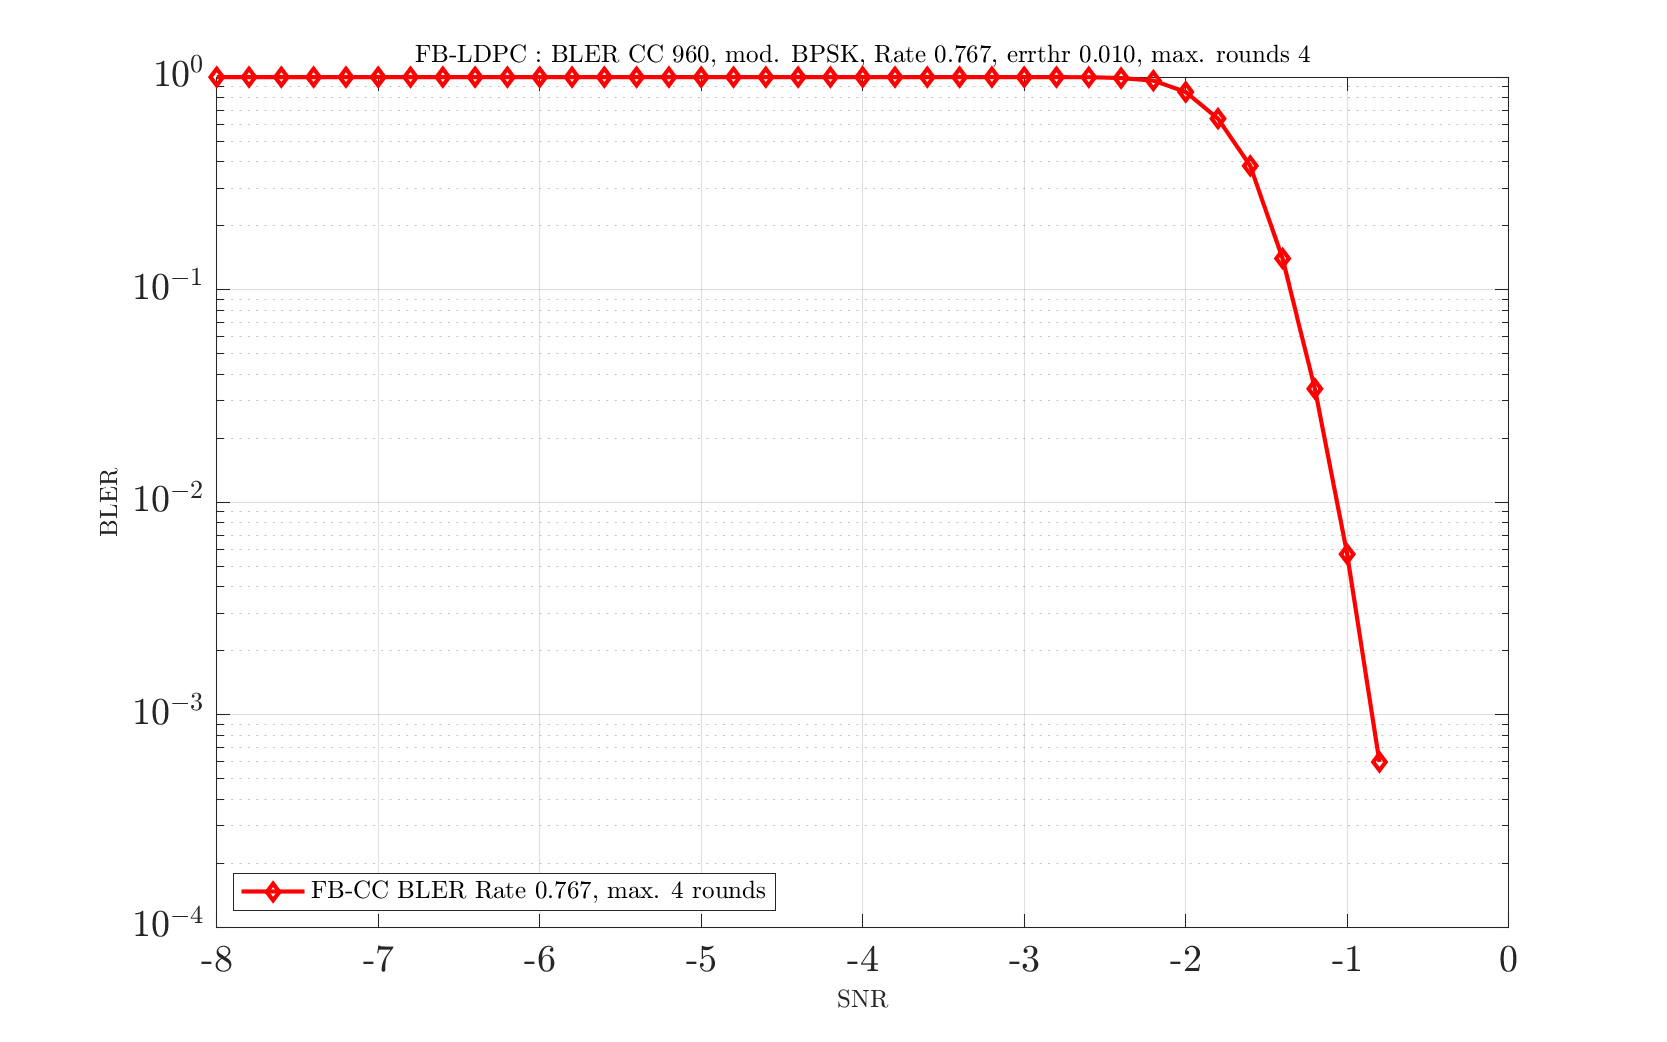 FB-LDPC : BLER CC 960, mod. BPSK, Rate 0.767, errthr 0.010, max. rounds 4
10^0
10^{-1}
10^{-2}
10^{-3}
10^{-4}
BLER
FB-CC BLER Rate 0.767, max. 4 rounds
-8 -7 -6 -5 -4 -3 -2 -1 0
SNR